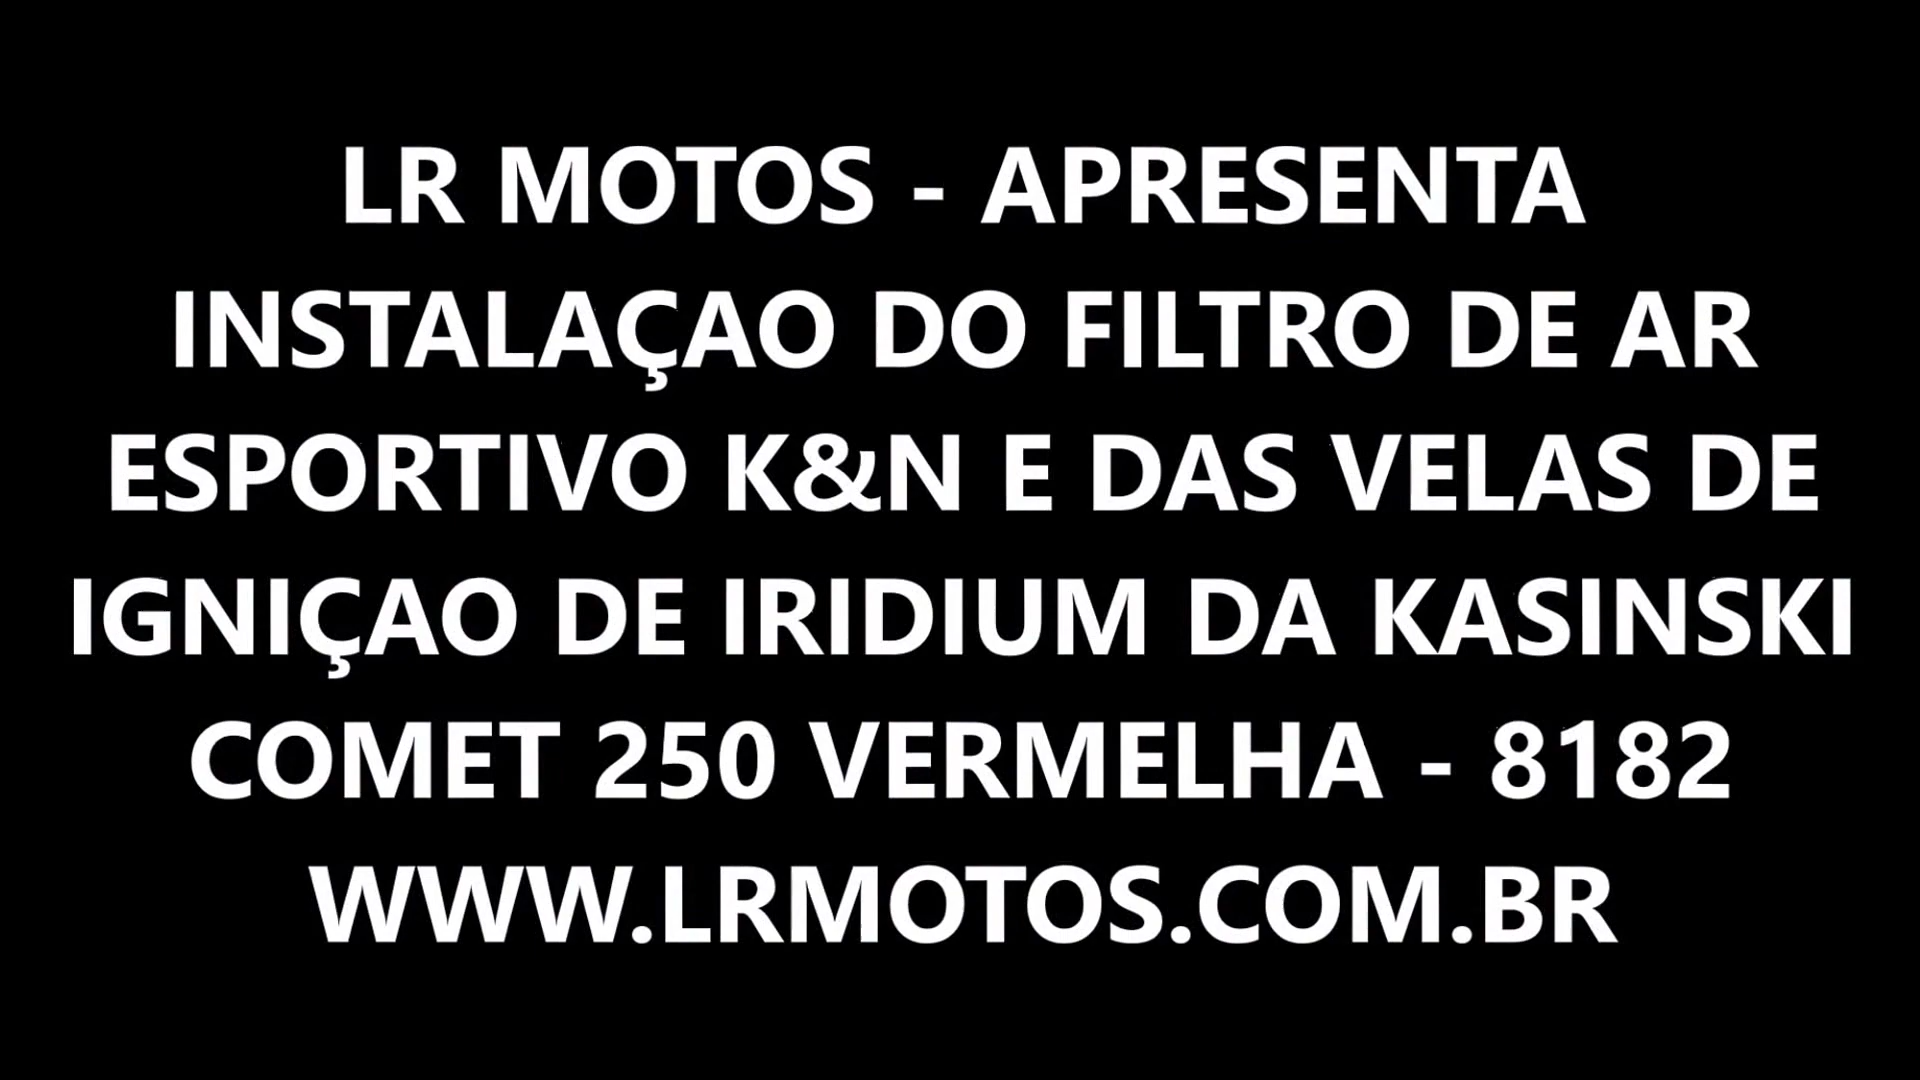 LR MOTOS - APRESENTA
INSTALAÇAO DO FILTRO DE AR
ESPORTIVO K&N E DAS VELAS DE
IGNIÇAO DE IRIDIUM DA KASINSKI
COMET 250 VERMELHA - 8182
WWW.LRMOTOS.COM.BR